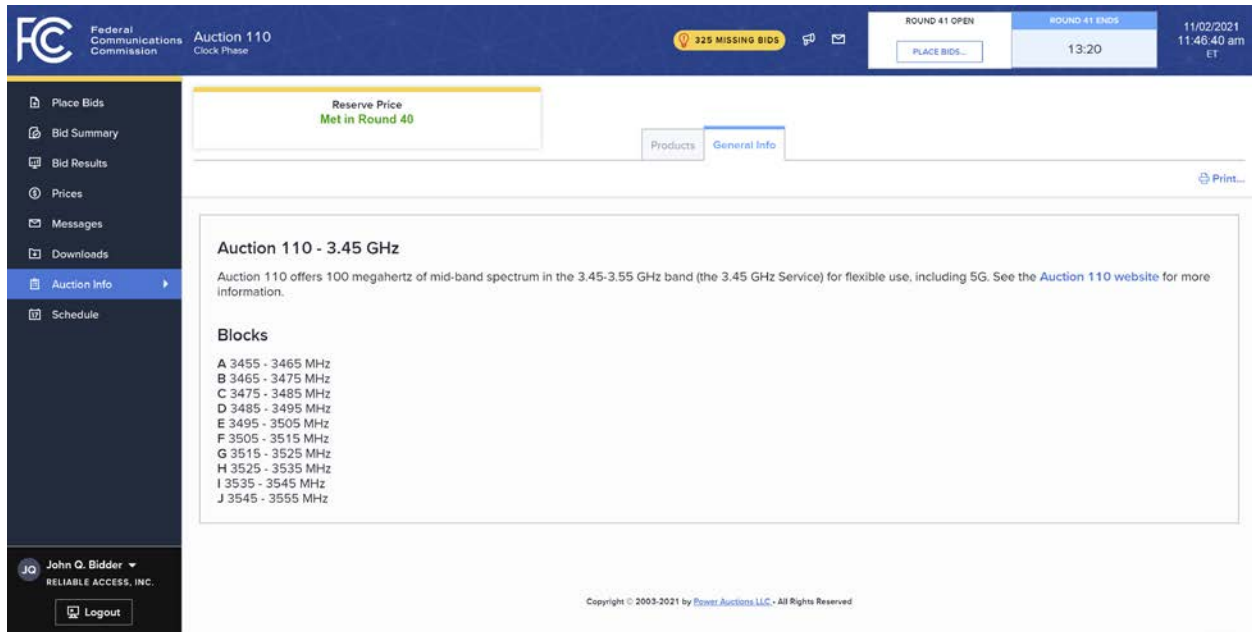 FCC
Federal
Communications
Commission
Auction 110
Clock Phase
325 MISSING BIDS
ROUND 41 OPEN
PLACE BIDS...
ROUND 41 ENDS
13:20
11/02/2021
11:46:40 am
ET
Place Bids
Bid Summary
Bid Results
Prices
Messages
Downloads
Auction Info
Schedule
Reserve Price
Met in Round 40
Products
General Info
Print...
Auction 110 - 3.45 GHz
Auction 110 offers 100 megahertz of mid-band spectrum in the 3.45-3.55 GHz band (the 3.45 GHz Service) for flexible use, including 5G. See the Auction 110 website for more
information.
Blocks
A 3455 - 3465 MHz
B 3465 - 3475 MHz
C 3475 - 3485 MHz
D 3485 - 3495 MHz
E 3495 - 3505 MHz
F 3505 - 3515 MHz
G 3515 - 3525 MHz
H 3525 - 3535 MHz
I 3535 - 3545 MHz
J 3545 - 3555 MHz
JQ
John Q. Bidder
RELIABLE ACCESS, INC.
Logout
Copyright © 2003-2021 by Power Auctions LLC - All Rights Reserved